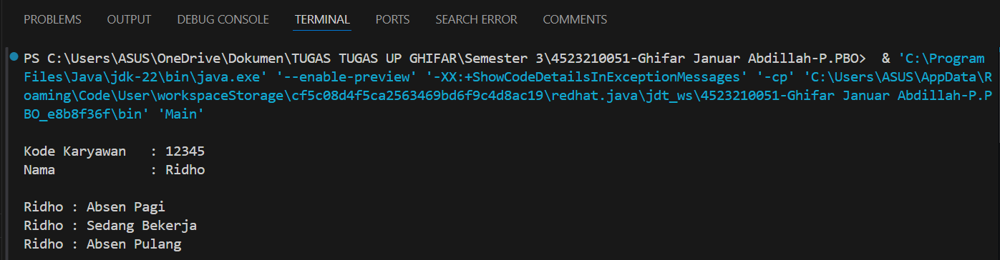 PROBLEMS OUTPUT DEBUG CONSOLE TERMINAL PORTS SEARCH ERROR COMMENTS
PS C:\Users\ASUS\OneDrive\Dokumen\TUGAS TUGAS UP GHIFAR\Semester 3\4523210051-Ghifar Januar Abdillah-P.PBO>  & 'C:\Program
Files\Java\jdk-22\bin\java.exe' '--enable-preview' '-XX:+ShowCodeDetailsInExceptionMessages' '-cp' 'C:\Users\ASUS\AppData\R
oaming\Code\User\workspaceStorage\cf5c08d4f5ca2563469bd6f9c4d8ac19\redhat.java\jdt_ws\4523210051-Ghifar Januar Abdillah-P.P
BO_e8b8f36f\bin' 'Main'
Kode Karyawan   : 12345
Nama            : Ridho
Ridho : Absen Pagi
Ridho : Sedang Bekerja
Ridho : Absen Pulang